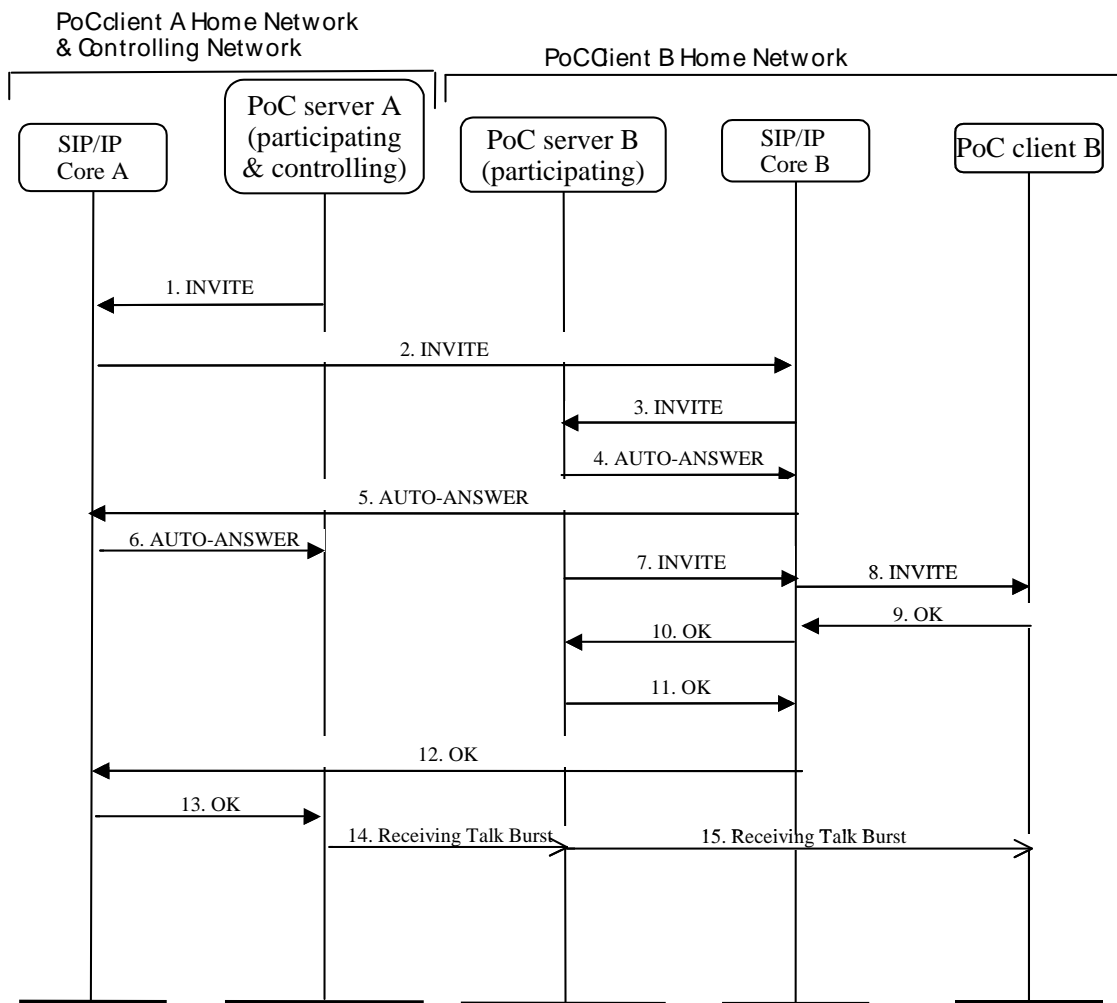 PoCclient A Home Network
& Controlling Network
PoCClient B Home Network
SIP/IP
Core A
PoC server A
(participating
& controlling)
PoC server B
(participating)
SIP/IP
Core B
PoC client B
1. INVITE
2. INVITE
3. INVITE
4. AUTO-ANSWER
5. AUTO-ANSWER
6. AUTO-ANSWER
7. INVITE
8. INVITE
9. OK
10. OK
11. OK
12. OK
13. OK
14. Receiving Talk Burst
15. Receiving Talk Burst